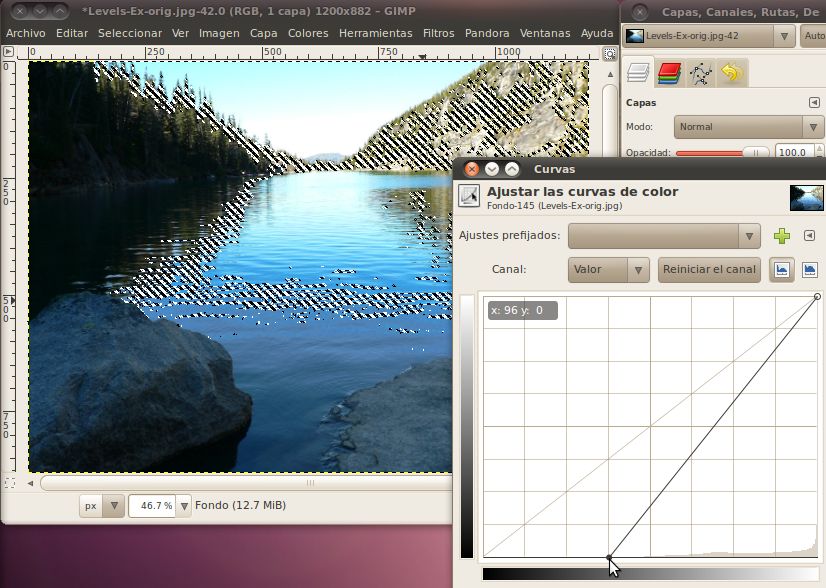 *Levels-Ex-orig.jpg-42.0 (RGB, 1 capa) 1200x882 – GIMP
Archivo Editar Seleccionar Ver Imagen Capa Colores Herramientas Filtros Pandora Ventanas Ayuda
0 250 500 750 1000
0
250
500
750
px 46.7 % Fondo (12.7 MiB)
Capas, Canales, Rutas, De
Levels-Ex-orig.jpg-42 Auto
Capas
Modo: Normal
Opacidad: 100.0
Curvas
Ajustar las curvas de color
Fondo-145 (Levels-Ex-orig.jpg)
Ajustes prefijados:
Canal: Valor Reiniciar el canal
x: 96 y: 0